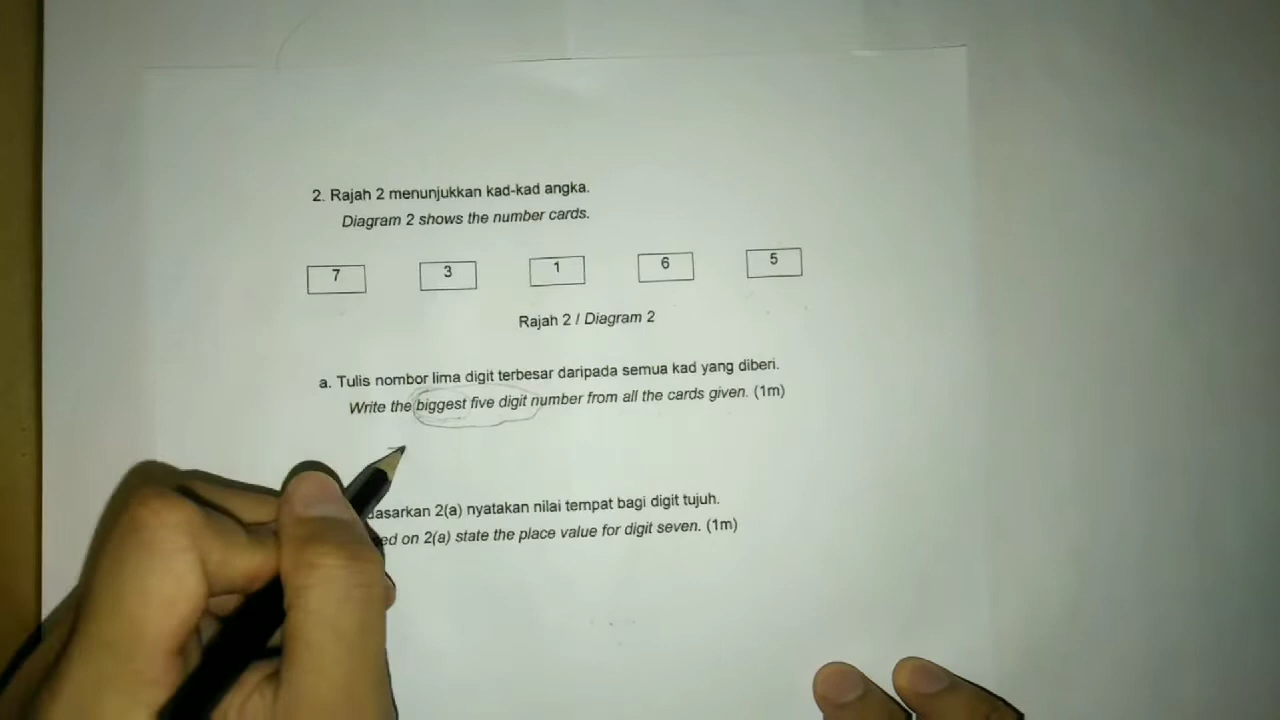 2. Rajah 2 menunjukkan kad-kad angka.
Diagram 2 shows the number cards.
7 3 1 6 5
Rajah 2 / Diagram 2
a. Tulis nombor lima digit terbesar daripada semua kad yang diberi.
Write the biggest five digit number from all the cards given. (1m)
2(a) nyatakan nilai tempat bagi digit tujuh.
on 2(a) state the place value for digit seven. (1m)